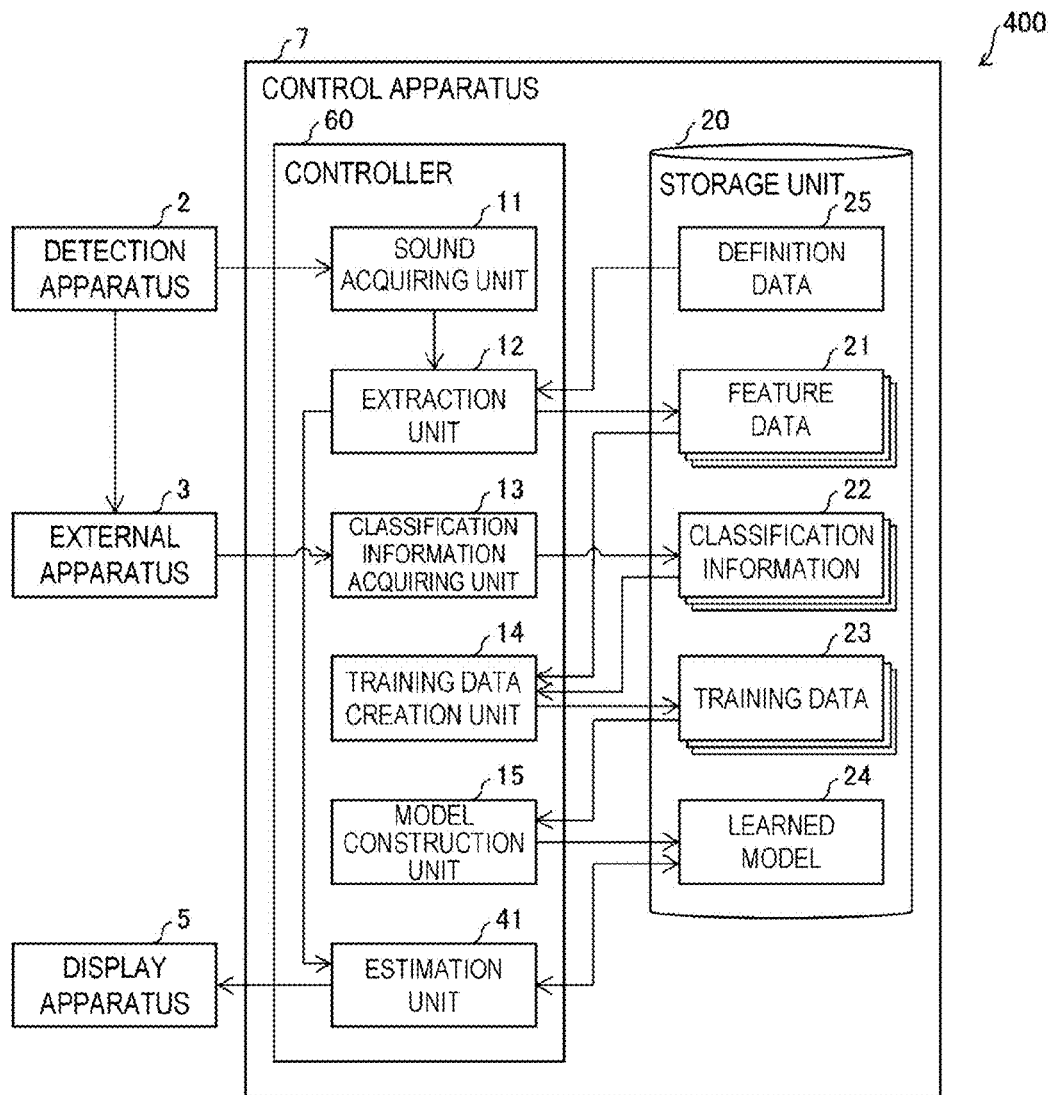 400
7
CONTROL APPARATUS
60
CONTROLLER
20
STORAGE UNIT
2
DETECTION
APPARATUS
11
SOUND
ACQUIRING UNIT
25
DEFINITION
DATA
12
EXTRACTION
UNIT
21
FEATURE
DATA
3
EXTERNAL
APPARATUS
13
CLASSIFICATION
INFORMATION
ACQUIRING UNIT
22
CLASSIFICATION
INFORMATION
14
TRAINING DATA
CREATION UNIT
23
TRAINING DATA
15
MODEL
CONSTRUCTION
UNIT
24
LEARNED
MODEL
5
DISPLAY
APPARATUS
41
ESTIMATION
UNIT